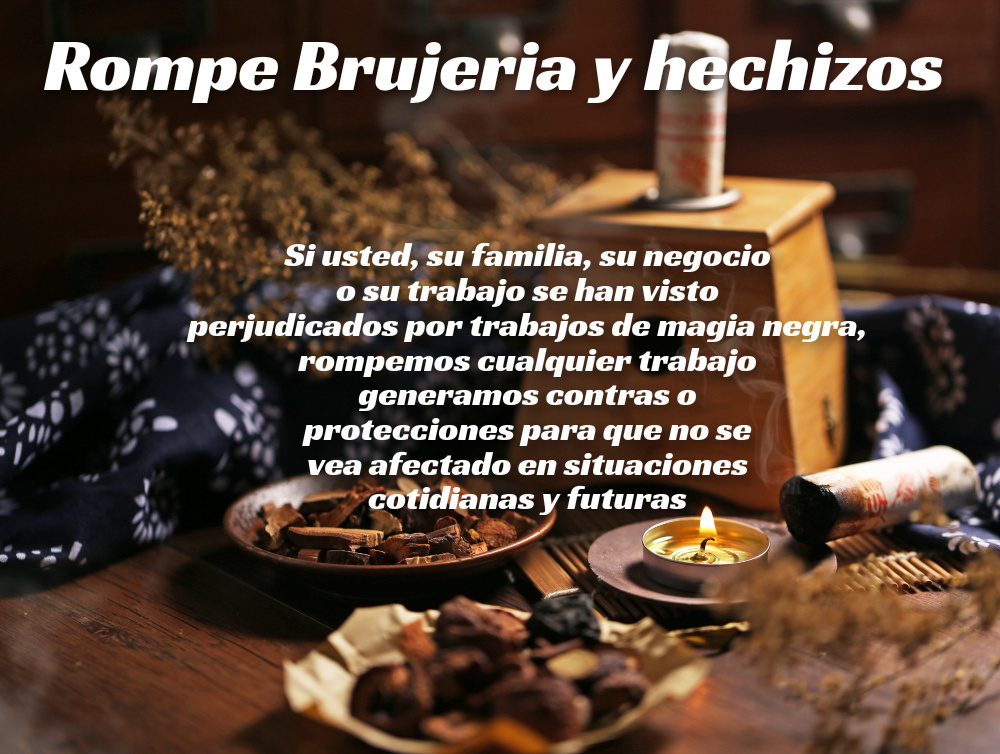 Rompe Brujeria y hechizos
Si usted, su familia, su negocio
o su trabajo se han visto
perjudicados por trabajos de magia negra,
rompemos cualquier trabajo
generamos contras o
protecciones para que no se
vea afectado en situaciones
cotidianas y futuras